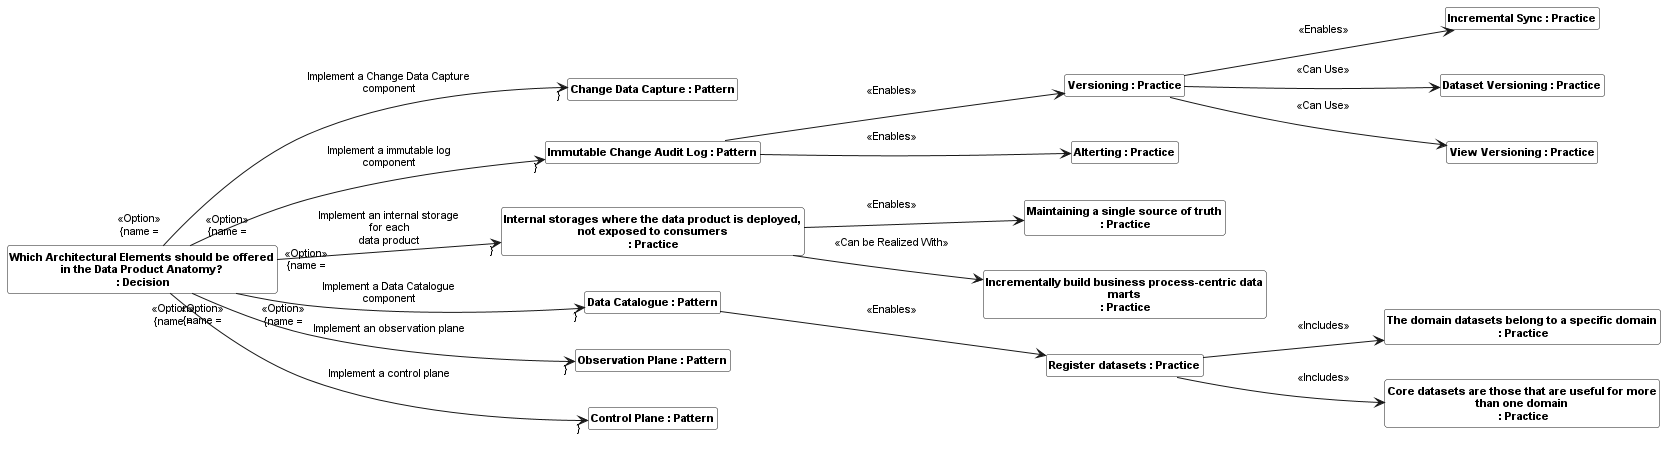 Incremental Sync : Practice
«Enables»
Implement a Change Data Capture
component
}
Change Data Capture : Pattern
«Enables»
Versioning : Practice
«Can Use»
Dataset Versioning : Practice
«Can Use»
Implement a immutable log
component
}
Immutable Change Audit Log : Pattern
«Enables»
Alterting : Practice
View Versioning : Practice
«Option»
{name =
«Option»
{name =
Implement an internal storage
for each
data product
}
Internal storages where the data product is deployed,
not exposed to consumers
: Practice
«Enables»
Maintaining a single source of truth
: Practice
«Can be Realized With»
Which Architectural Elements should be offered
in the Data Product Anatomy?
: Decision
«Option»
{name =
Incrementally build business process-centric data
marts
: Practice
Implement a Data Catalogue
component
}
Data Catalogue : Pattern
«Enables»
«Option»
{name =
«Option»
{name =
«Option»
{name =
Implement an observation plane
}
Observation Plane : Pattern
Register datasets : Practice
«Includes»
The domain datasets belong to a specific domain
: Practice
«Includes»
Core datasets are those that are useful for more
than one domain
: Practice
Implement a control plane
}
Control Plane : Pattern